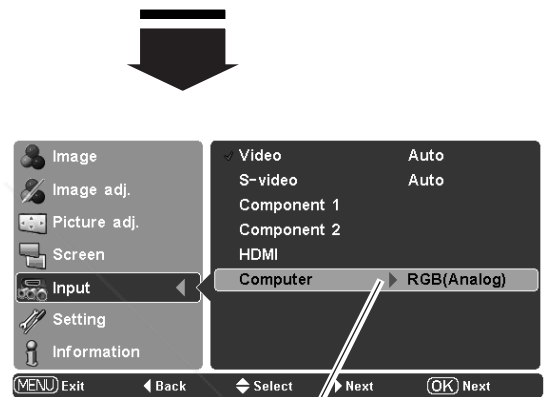 Image
Image adj.
Picture adj.
Screen
Input
Setting
Information
Video Auto
S-video Auto
Component 1
Component 2
HDMI
Computer RGB(Analog)
MENU Exit Back Select Next OK Next